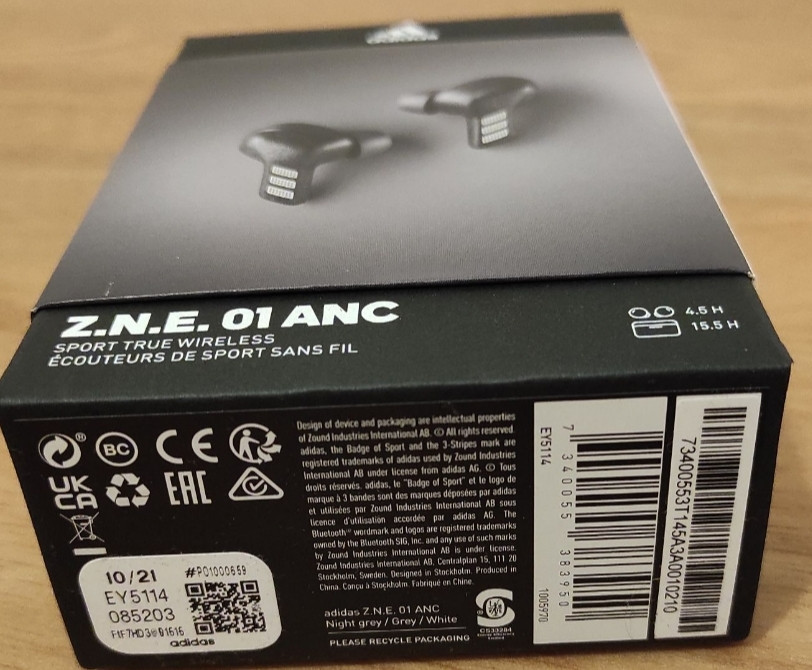 Z.N.E. 01 ANC
SPORT TRUE WIRELESS
ÉCOUTEURS DE SPORT SANS FIL
4.5 H
15.5 H
BC
CE
UK
CA
EAC
Design of device and packaging are intellectual properties
of Zound Industries International AB. © All rights reserved.
adidas, the Badge of Sport and the 3-Stripes mark are
registered trademarks of adidas used by Zound Industries
International AB under license from adidas AG. © Tous
droits réservés. adidas, le "Badge of Sport" et le logo de
marque à 3 bandes sont des marques déposées par adidas
et utilisées par Zound Industries International AB sous
licence d'utilisation accordée par adidas AG. The
Bluetooth® wordmark and logos are registered trademarks
owned by the Bluetooth SIG, Inc. and any use of such marks
by Zound Industries International AB is under license.
Zound Industries International AB, Centralplan 15, 111 20
Stockholm, Sweden. Designed in Stockholm. Produced in
China. Conçu à Stockholm. Fabriqué en Chine.
adidas Z.N.E. 01 ANC
Night grey / Grey / White
PLEASE RECYCLE PACKAGING
10/21 #P01000659
EY5114
085203
adidas
EY5114
7 340055 383950
1005970
73400553T145A3A0010210